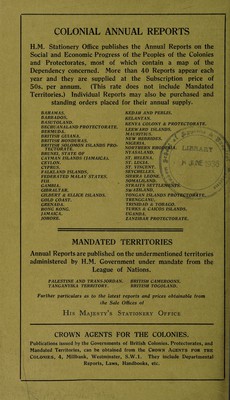 COLONIAL ANNUAL REPORTS
H.M. Stationery Office publishes the Annual Reports on the
Social and Economic Progress of the Peoples of the Colonies
and Protectorates, most of which contain a map of the
Dependency concerned. More than 40 Reports appear each
year and they are supplied at the Subscription price of
50s. per annum. (This rate does not include Mandated
Territories.) Individual Reports may also be purchased and
standing orders placed for their annual supply.
BAHAMAS.
BARBADOS.
BASUTOLAND.
BECHUANALAND PROTECTORATE.
BERMUDA.
BRITISH GUIANA.
BRITISH HONDURAS.
BRITISH SOLOMON ISLANDS PRO-
TECTORATE.
BRUNEI, STATE OF
CAYMAN ISLANDS (JAMAICA).
CEYLON.
CYPRUS.
FALKLAND ISLANDS.
FEDERATED MALAY STATES.
FIJI.
GAMBIA.
GIBRALTAR.
GILBERT & ELLICE ISLANDS.
GOLD COAST.
GRENADA.
HONG KONG.
JAMAICA.
JOHORE.
KEDAH AND PERLIS.
KELANTAN.
KENYA COLONY & PROTECTORATE.
LEEWARD ISLANDS.
MAURITIUS.
NEW HEBRIDES.
NIGERIA.
NORTHERN RHODESIA.
NYASALAND.
ST. HELENA.
ST. LUCIA.
ST. VINCENT.
SEYCHELLES.
SIERRA LEONE.
SOMALILAND.
STRAITS SETTLEMENTS.
SWAZILAND.
TONGAN ISLANDS PROTECTORATE.
TRENGGANU.
TRINIDAD & TOBAGO.
TURKS & CAICOS ISLANDS.
UGANDA.
ZANZIBAR PROTECTORATE.
LIBRARY
MANDATED TERRITORIES
Annual Reports are published on the undermentioned territories
administered by H.M. Government under mandate from the
League of Nations.
PALESTINE AND TRANS-JORDAN. BRITISH CAMEROONS.
TANGANYIKA TERRITORY. BRITISH TOGOLAND.
Further particulars as to the latest reports and prices obtainable from
the Sale Offices of
HIS MAJESTY'S STATIONERY OFFICE
CROWN AGENTS FOR THE COLONIES.
Publications issued by the Governments of British Colonies, Protectorates, and
Mandated Territories, can be obtained from the CROWN AGENTS FOR THE
COLONIES, 4, Millbank, Westminster, S.W.1. They include Departmental
Reports, Laws, Handbooks, etc.